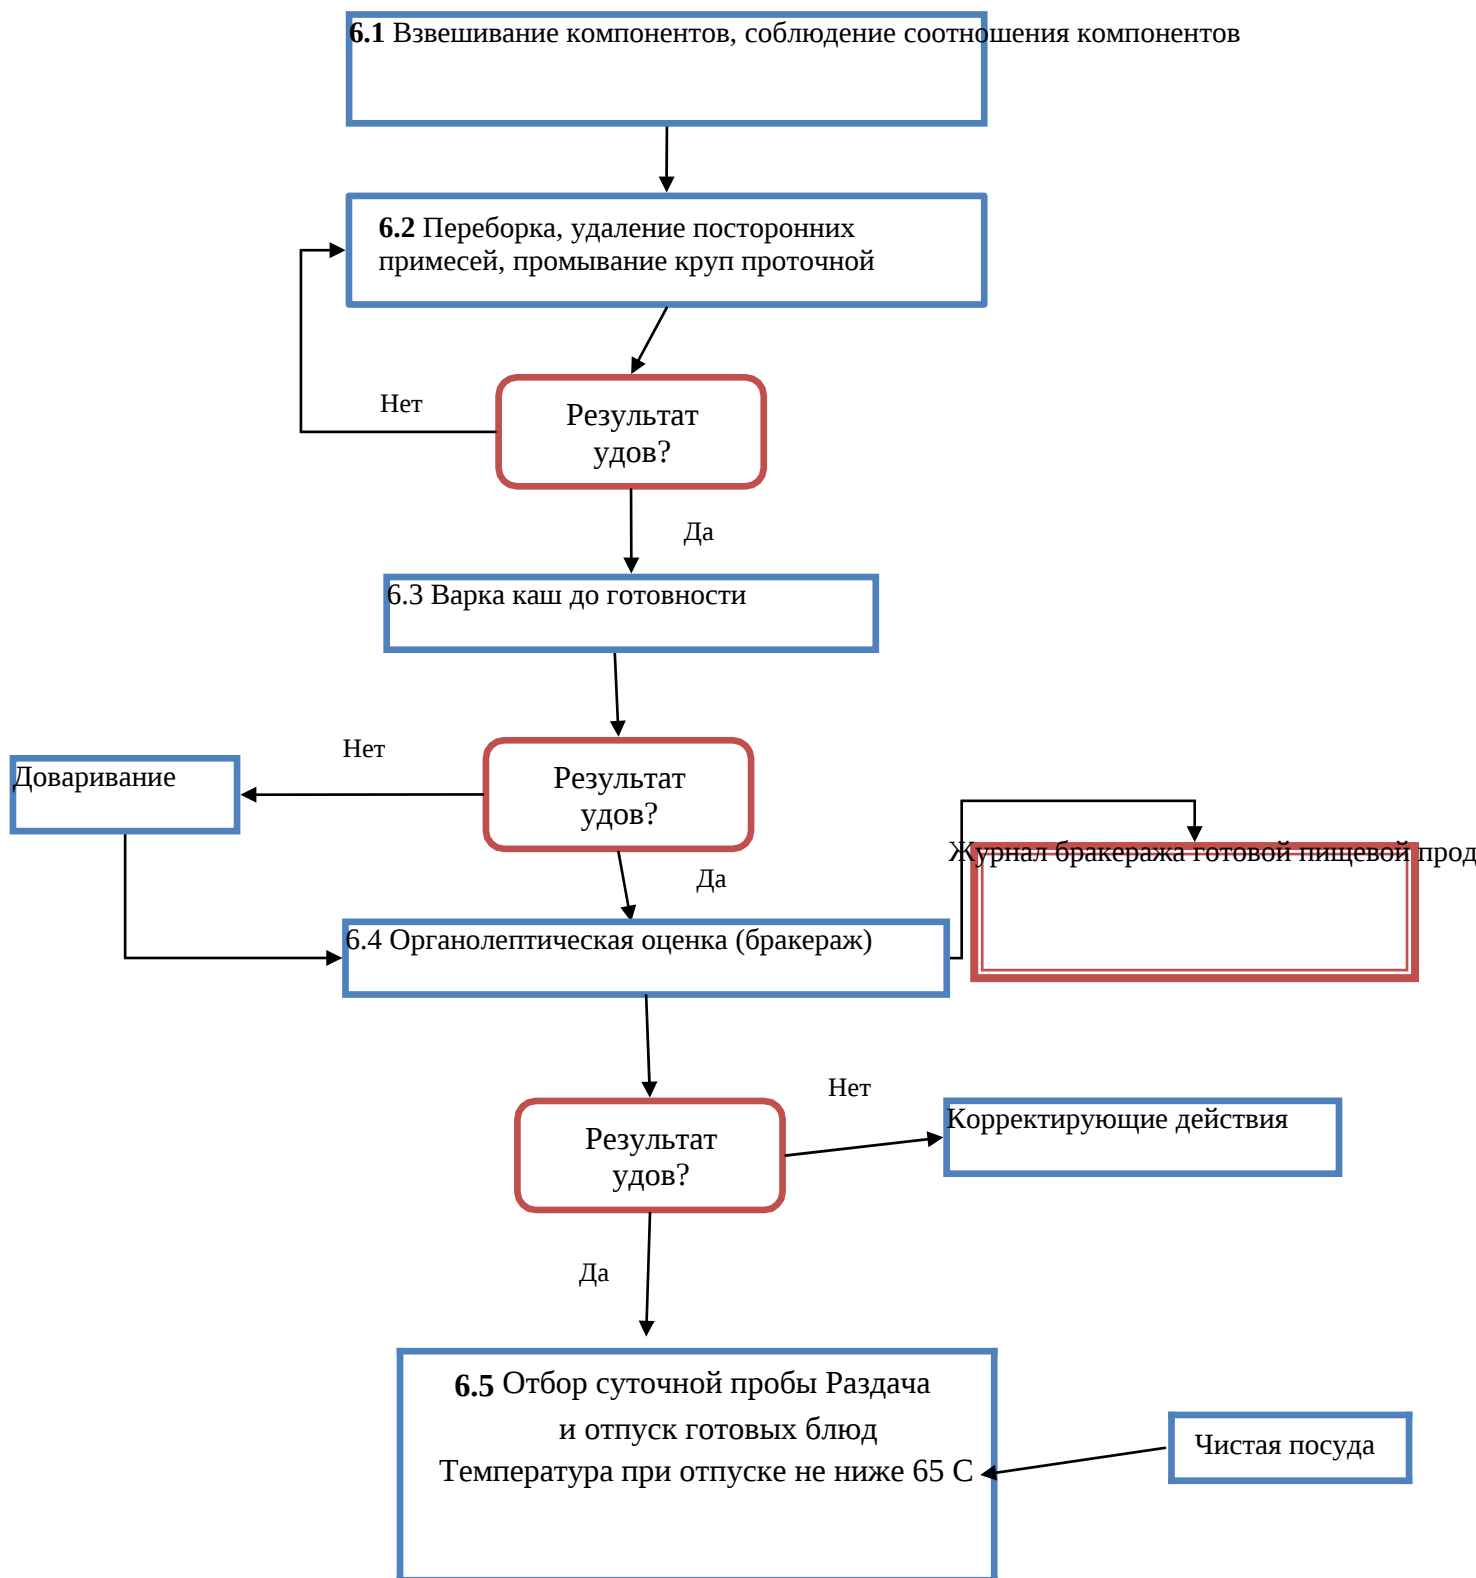 6.1 Взвешивание компонентов, соблюдение соотношения компонентов
6.2 Переборка, удаление посторонних
примесей, промывание круп проточной
Нет
Результат
удов?
Да
6.3 Варка каш до готовности
Нет
Доваривание
Результат
удов?
Да
Журнал бракеража готовой пищевой прод
6.4 Органолептическая оценка (бракераж)
Нет
Результат
удов?
Корректирующие действия
Да
6.5 Отбор суточной пробы Раздача
и отпуск готовых блюд
Температура при отпуске не ниже 65 С
Чистая посуда